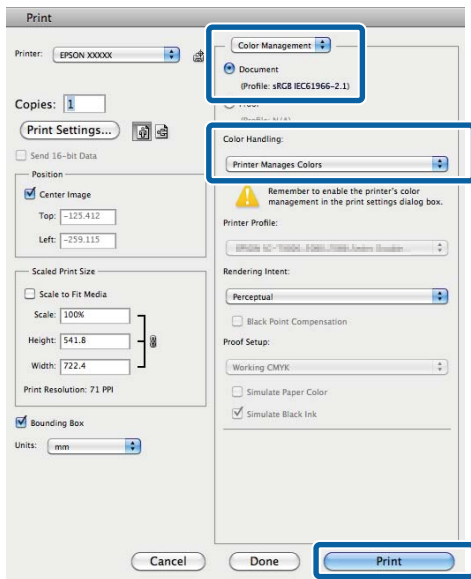 Print
Printer: EPSON XXXXX
Copies: 1
Print Settings...
Send 16-bit Data
Position
Center Image
Top: -125.412
Left: -259.115
Scaled Print Size
Scale to Fit Media
Scale: 100%
Height: 541.8
Width: 722.4
Print Resolution: 71 PPI
Bounding Box
Units: mm
Color Management
Document
(Profile: sRGB IEC61966-2.1)
Color Handling:
Printer Manages Colors
Remember to enable the printer's color
management in the print settings dialog box.
Printer Profile:
Rendering Intent:
Perceptual
Black Point Compensation
Proof Setup:
Working CMYK
Simulate Paper Color
Simulate Black Ink
Cancel
Done
Print